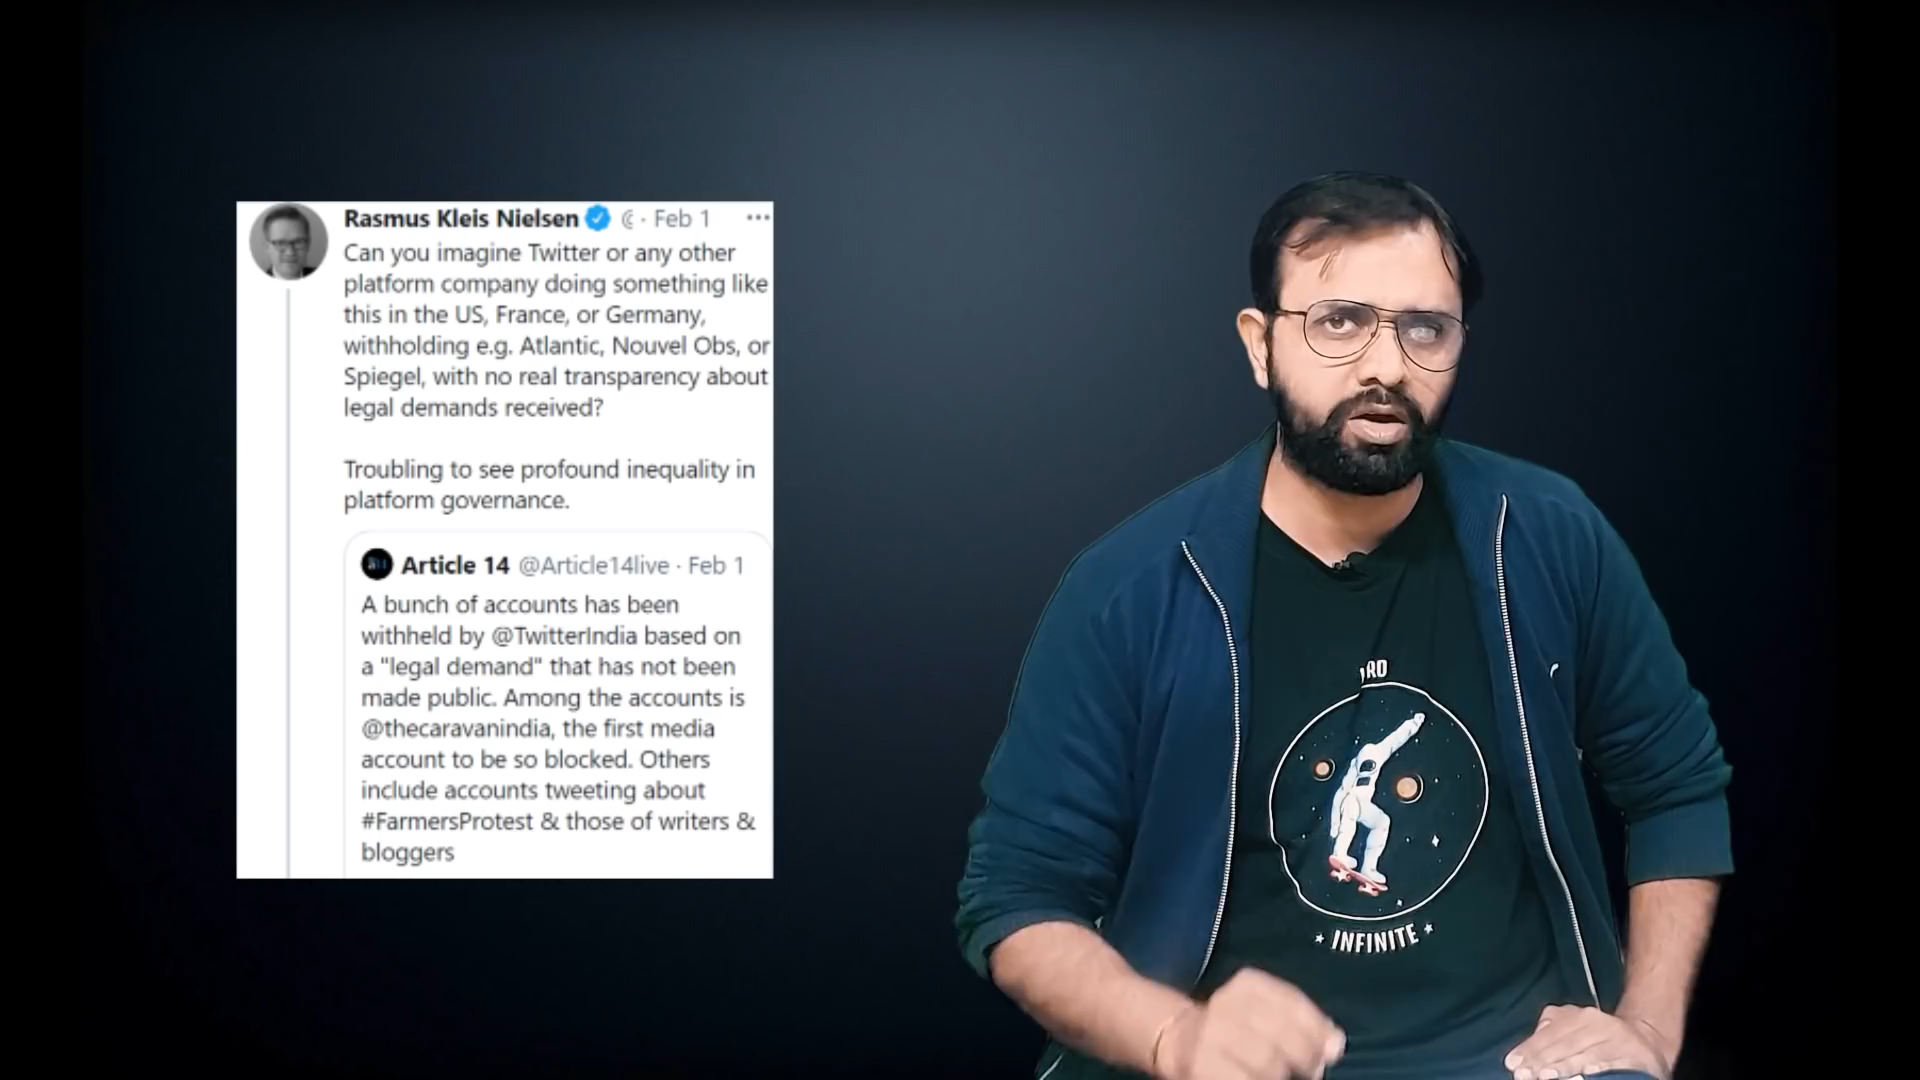 Rasmus Kleis Nielsen · Feb 1
Can you imagine Twitter or any other
platform company doing something like
this in the US, France, or Germany,
withholding e.g. Atlantic, Nouvel Obs, or
Spiegel, with no real transparency about
legal demands received?
Troubling to see profound inequality in
platform governance.
Article 14 @Article14live · Feb 1
A bunch of accounts has been
withheld by @TwitterIndia based on
a "legal demand" that has not been
made public. Among the accounts is
@thecaravanindia, the first media
account to be so blocked. Others
include accounts tweeting about
#FarmersProtest & those of writers &
bloggers
INFINITE